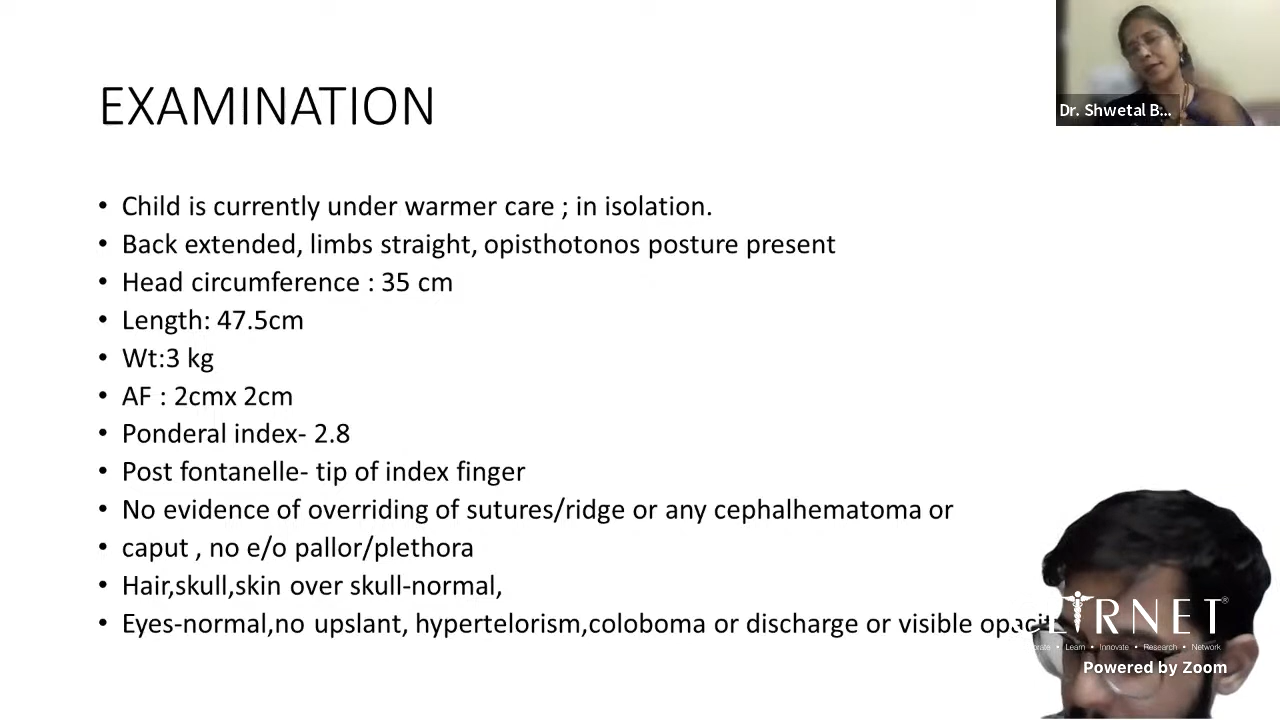 EXAMINATION
Dr. Shwetal B...
• Child is currently under warmer care ; in isolation.
• Back extended, limbs straight, opisthotonos posture present
• Head circumference : 35 cm
• Length: 47.5cm
• Wt:3 kg
• AF : 2cmx 2cm
• Ponderal index- 2.8
• Post fontanelle- tip of index finger
• No evidence of overriding of sutures/ridge or any cephalhematoma or
• caput , no e/o pallor/plethora
• Hair,skull,skin over skull-normal,
• Eyes-normal,no upslant, hypertelorism,coloboma or discharge or visible
RNET®
• Learn • Innovate • Research • Network
Powered by Zoom